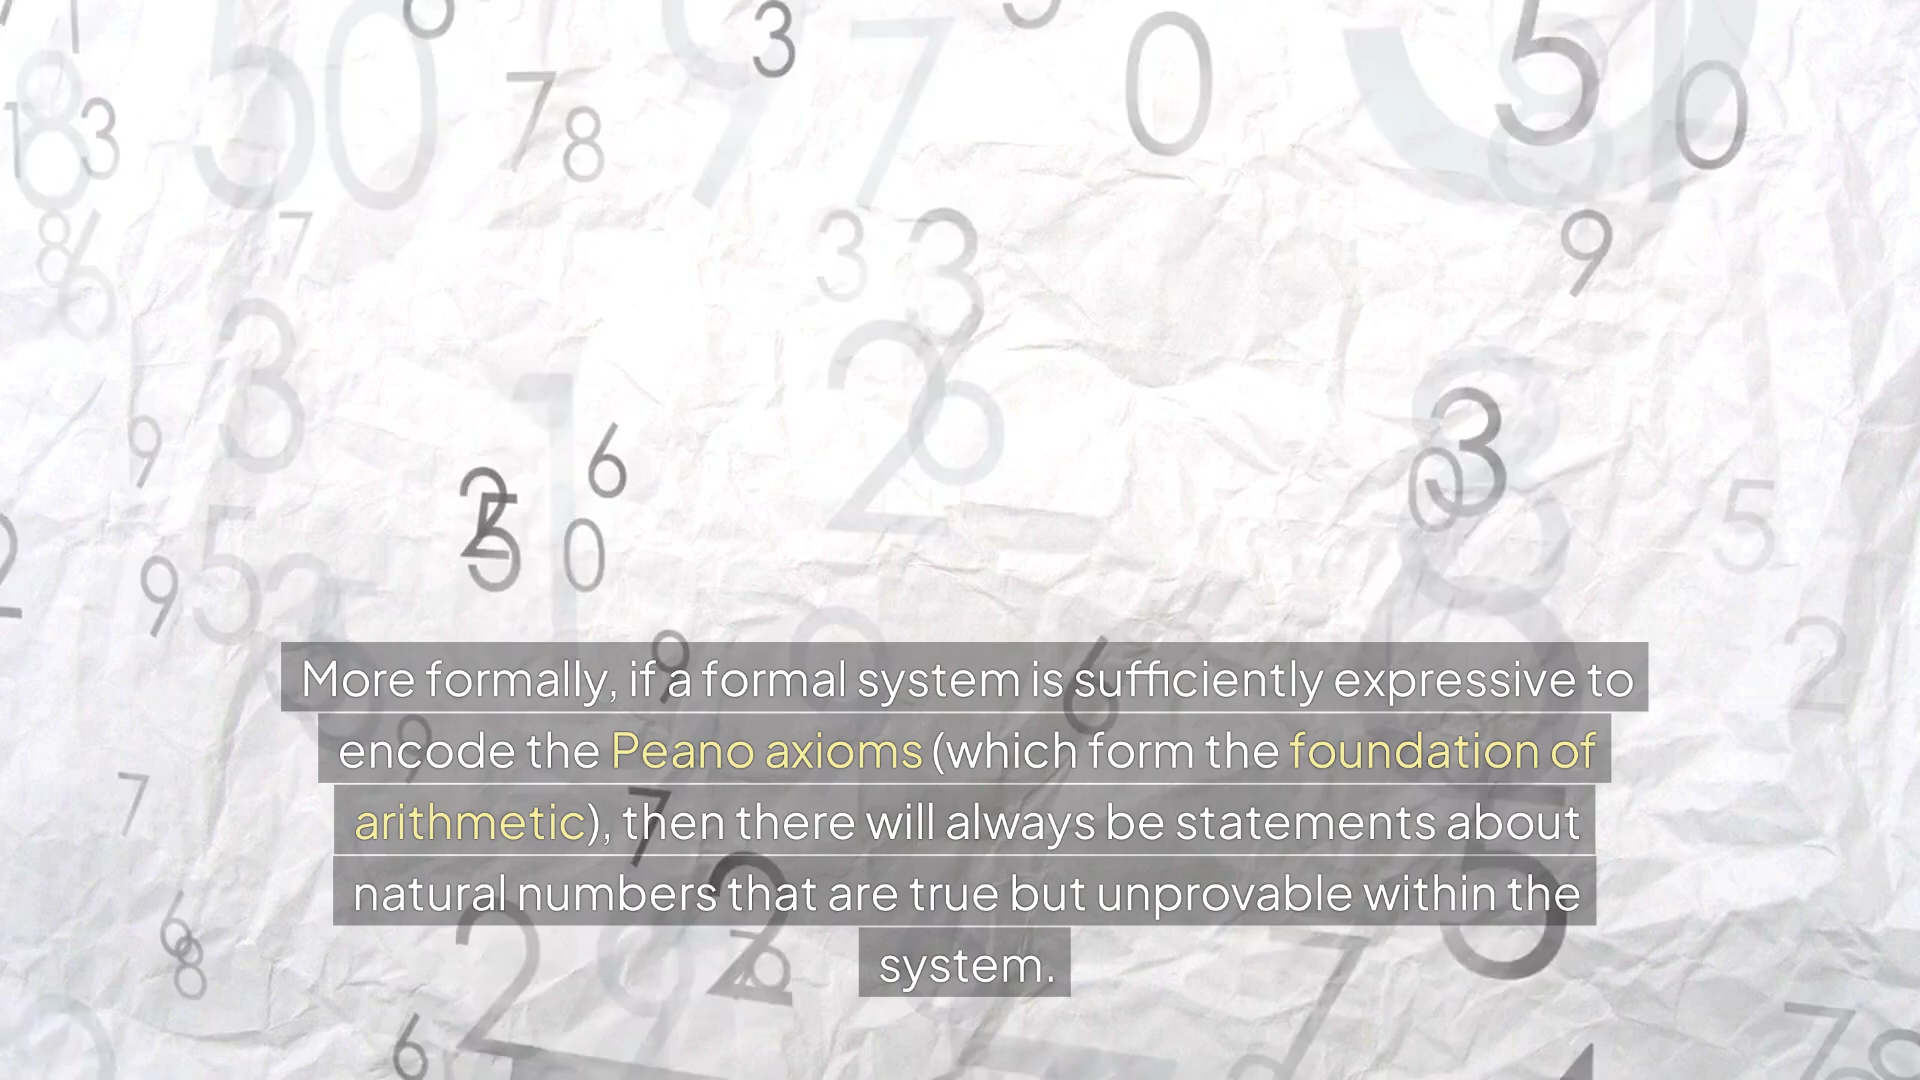 More formally, if a formal system is sufficiently expressive to
encode the Peano axioms (which form the foundation of
arithmetic), then there will always be statements about
natural numbers that are true but unprovable within the
system.